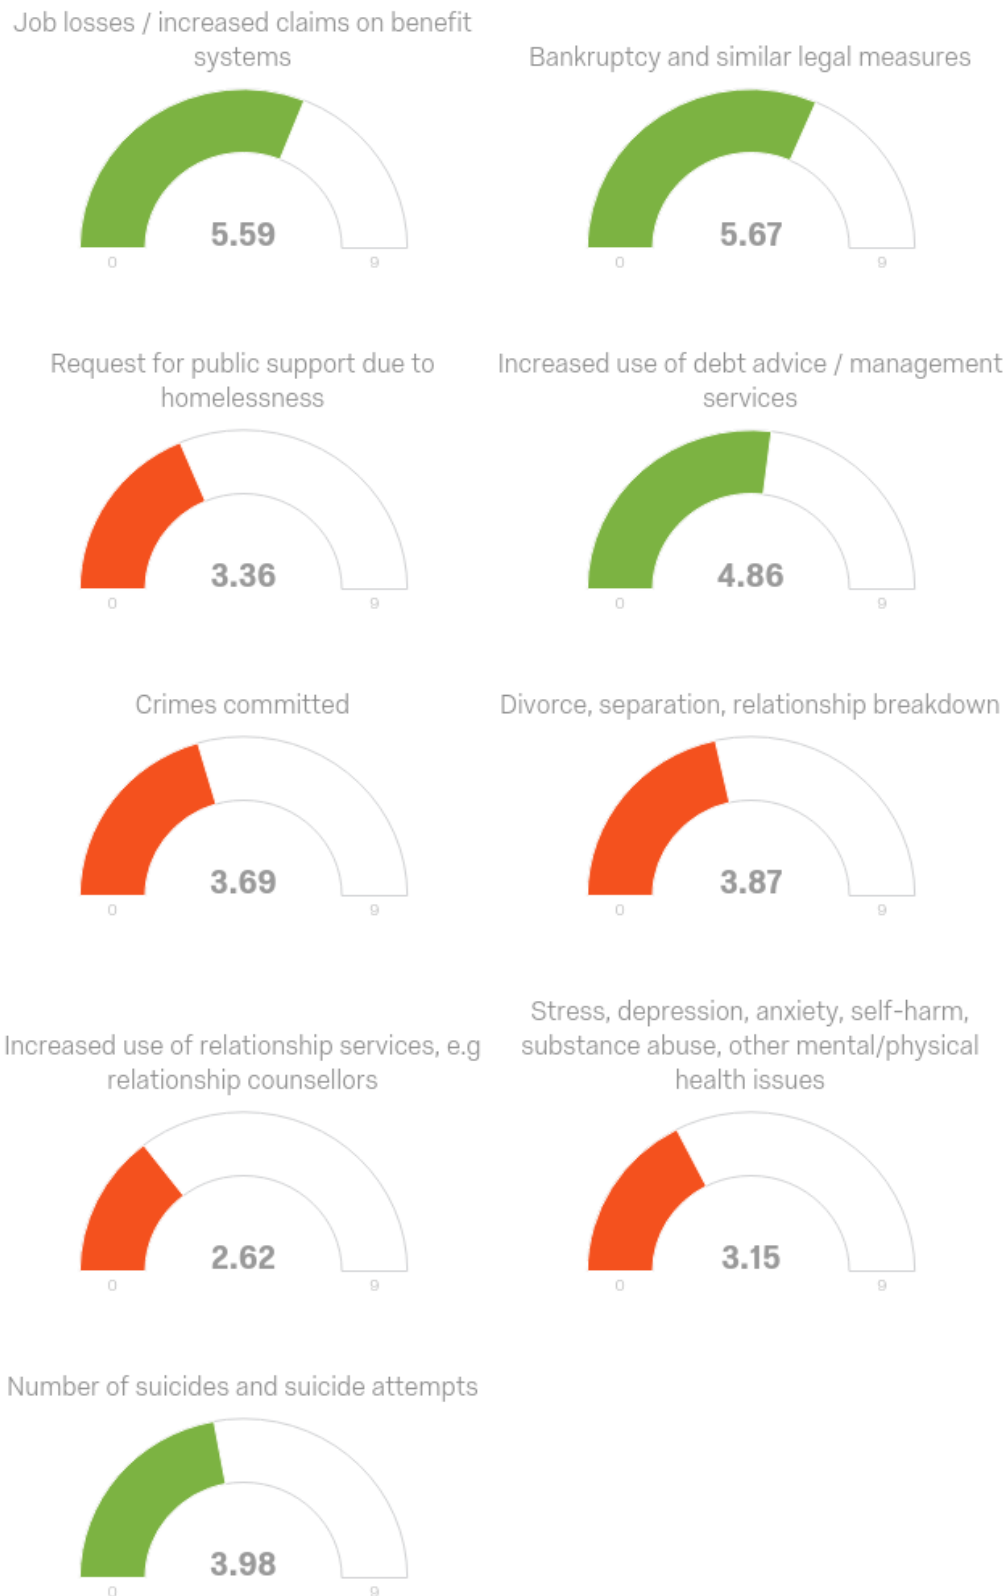 Job losses / increased claims on benefit
systems
5.59
0
9
Bankruptcy and similar legal measures
5.67
0
9
Request for public support due to
homelessness
3.36
0
9
Increased use of debt advice / management
services
4.86
0
9
Crimes committed
3.69
0
9
Divorce, separation, relationship breakdown
3.87
0
9
Increased use of relationship services, e.g
relationship counsellors
2.62
0
9
Stress, depression, anxiety, self-harm,
substance abuse, other mental/physical
health issues
3.15
0
9
Number of suicides and suicide attempts
3.98
0
9